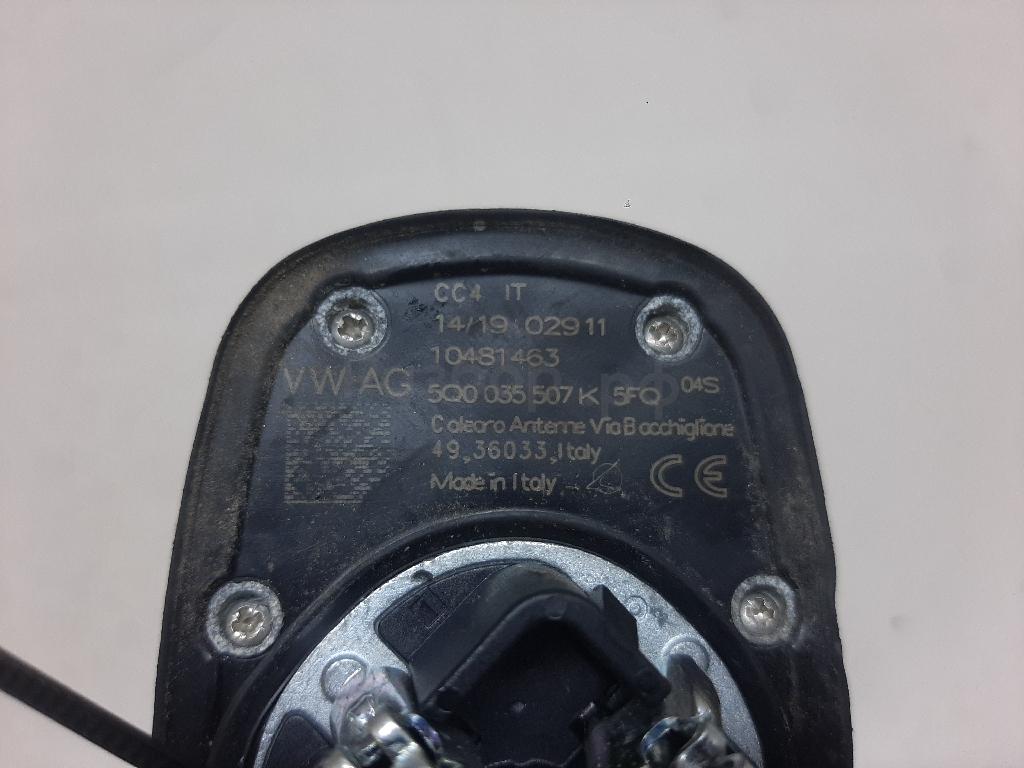 CC4 IT
14/19 02911
10481463
VW AG 5Q0 035 507 K 5FQ 04S
Calearo Antenne Via Bacchiglione
49,36033,Italy
Made in Italy CE
1